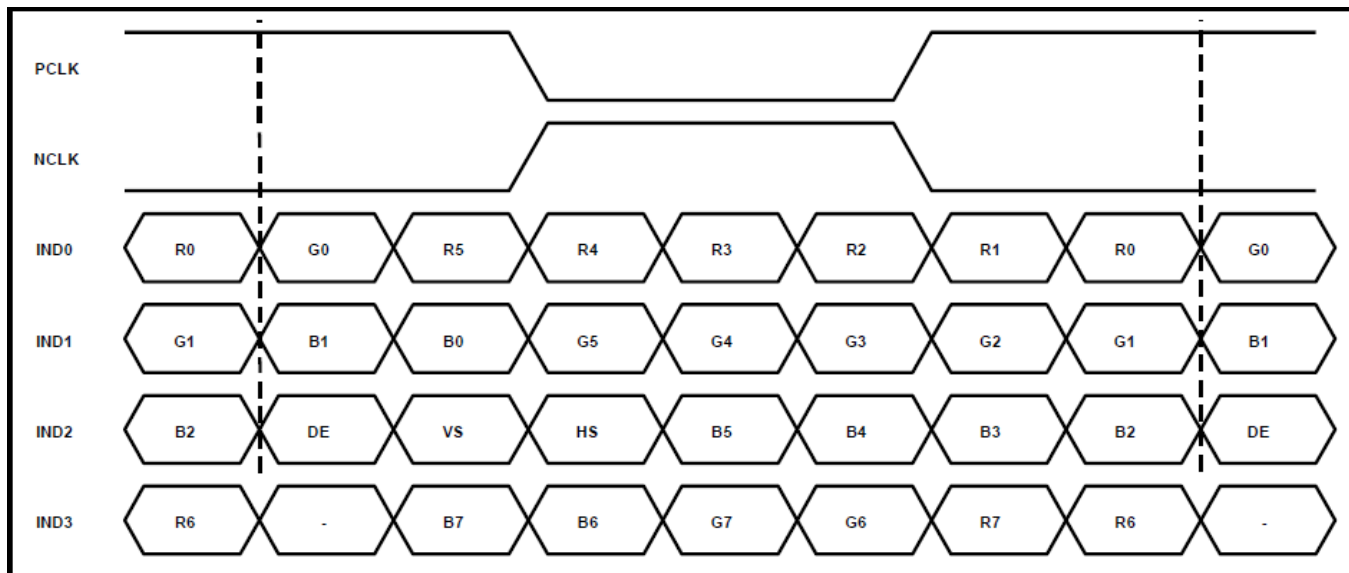 PCLK
NCLK
IND0 R0 G0 R5 R4 R3 R2 R1 R0 G0
IND1 G1 B1 B0 G5 G4 G3 G2 G1 B1
IND2 B2 DE VS HS B5 B4 B3 B2 DE
IND3 R6 - B7 B6 G7 G6 R7 R6 -